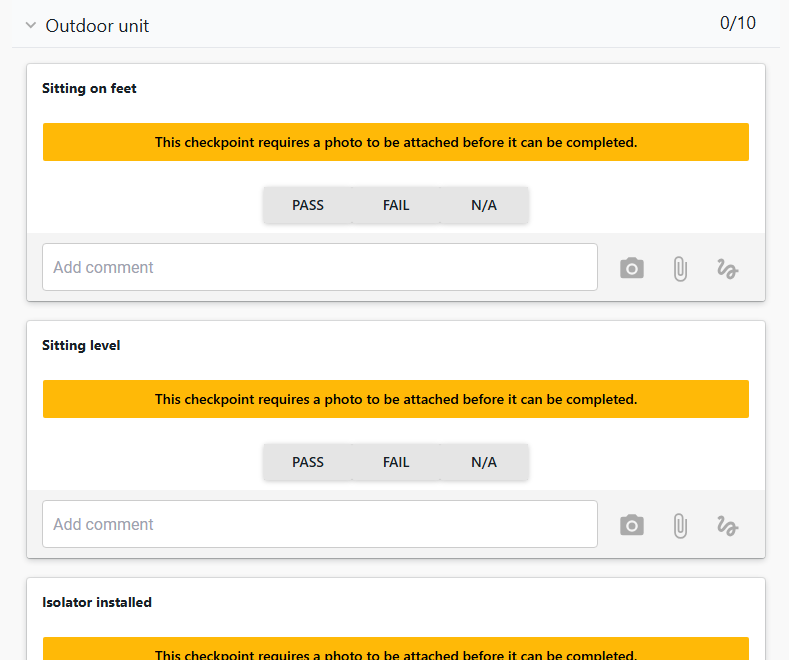 Outdoor unit
0/10
Sitting on feet
This checkpoint requires a photo to be attached before it can be completed.
PASS FAIL N/A
Add comment
Sitting level
This checkpoint requires a photo to be attached before it can be completed.
PASS FAIL N/A
Add comment
Isolator installed
This checkpoint requires a photo to be attached before it can be completed.